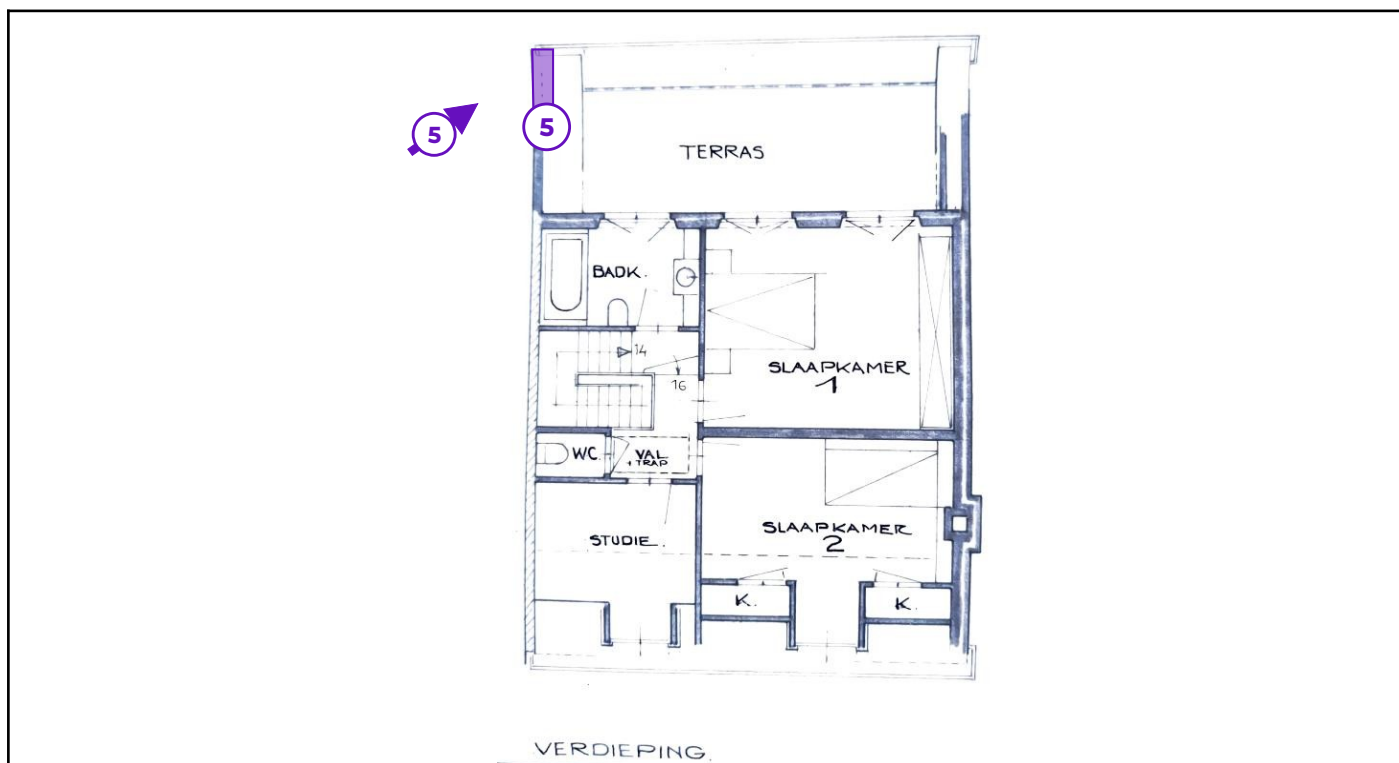 5
5
TERRAS
BADK.
14
16
SLAAPKAMER
1
WC.
VAL
+ TRAP
SLAAPKAMER
2
STUDIE.
K.
K.
VERDIEPING.